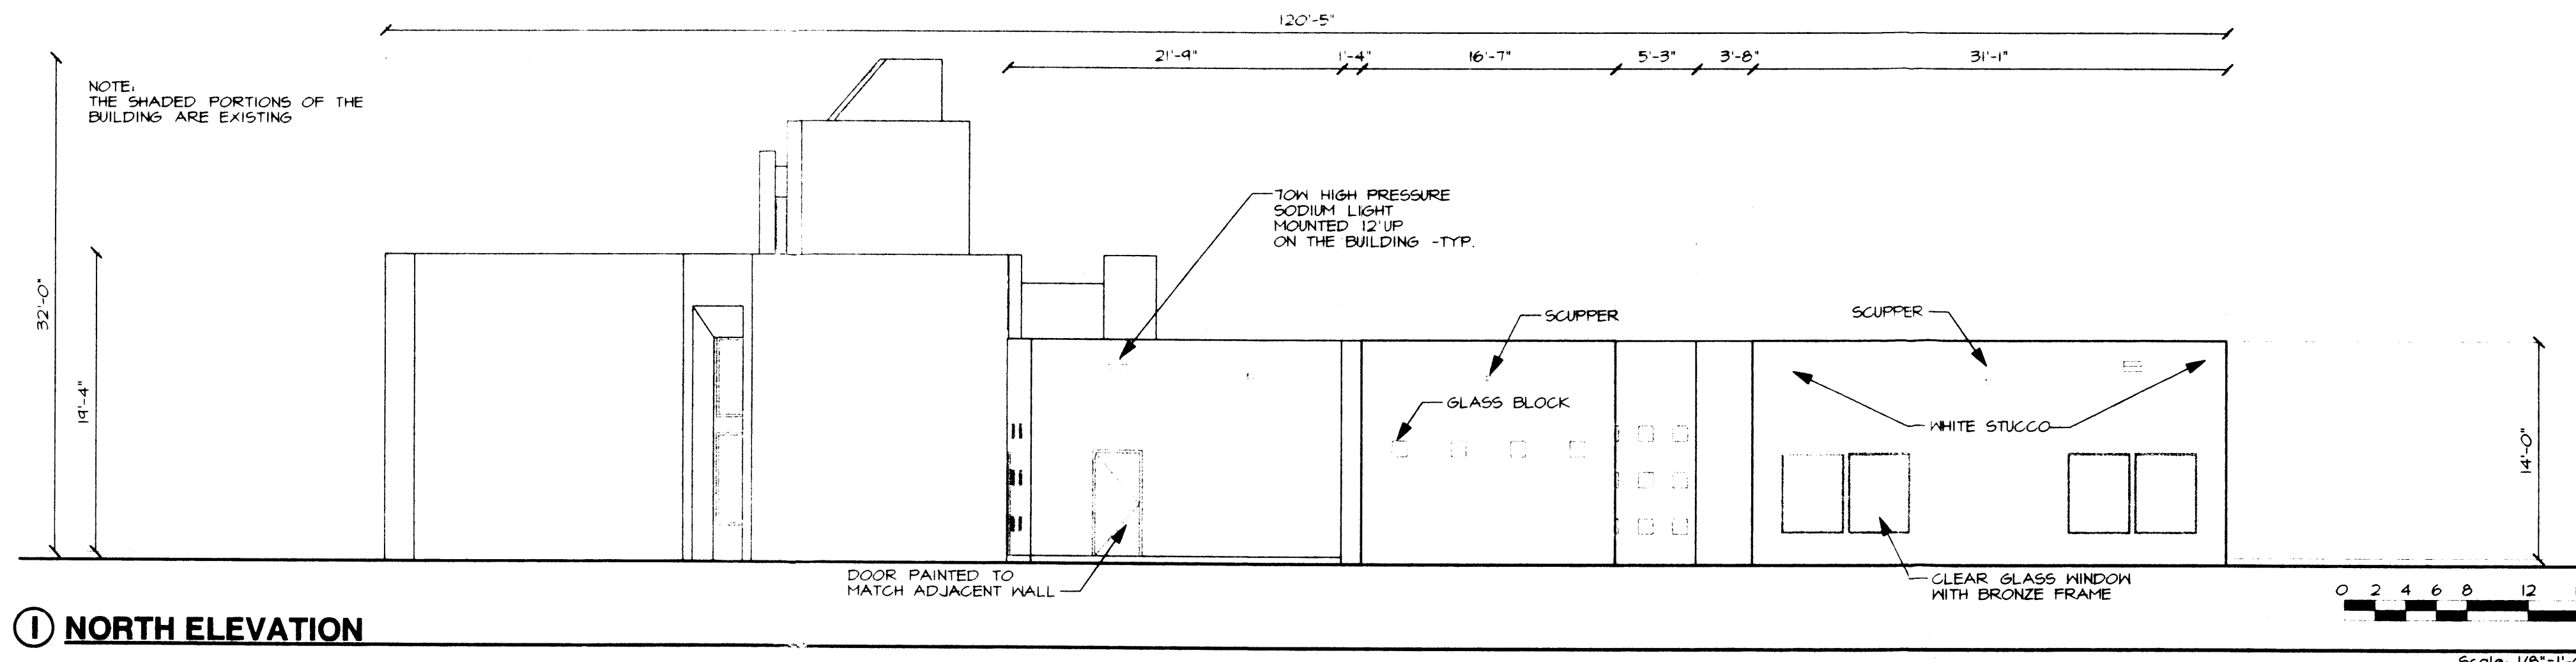 120'-5"
21'-9"
1'-4"
16'-7"
5'-3"
3'-8"
31'-1"
NOTE:
THE SHADED PORTIONS OF THE
BUILDING ARE EXISTING
70W HIGH PRESSURE
SODIUM LIGHT
MOUNTED 12'UP
ON THE BUILDING -TYP.
32'-0"
19'-4"
SCUPPER
SCUPPER
GLASS BLOCK
WHITE STUCCO
14'-0"
DOOR PAINTED TO
MATCH ADJACENT WALL
CLEAR GLASS WINDOW
WITH BRONZE FRAME
0 2 4 6 8 12
1 NORTH ELEVATION